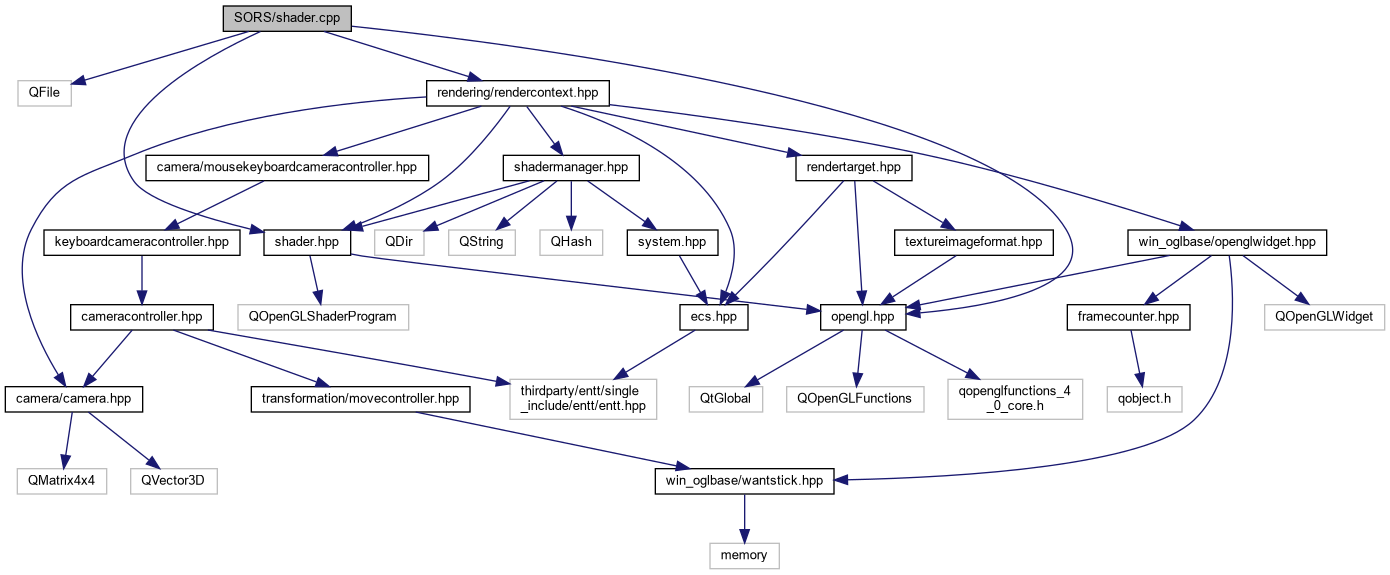 SORS/shader.cpp
QFile
rendering/rendercontext.hpp
camera/mousekeyboardcameracontroller.hpp
shadermanager.hpp
rendertarget.hpp
keyboardcameracontroller.hpp
shader.hpp
QDir
QString
QHash
system.hpp
textureimageformat.hpp
win_oglbase/openglwidget.hpp
cameracontroller.hpp
QOpenGLShaderProgram
ecs.hpp
opengl.hpp
framecounter.hpp
QOpenGLWidget
camera/camera.hpp
transformation/movecontroller.hpp
thirdparty/entt/single
_include/entt/entt.hpp
QtGlobal
QOpenGLFunctions
qopenglfunctions_4
_0_core.h
qobject.h
QMatrix4x4
QVector3D
win_oglbase/wantstick.hpp
memory